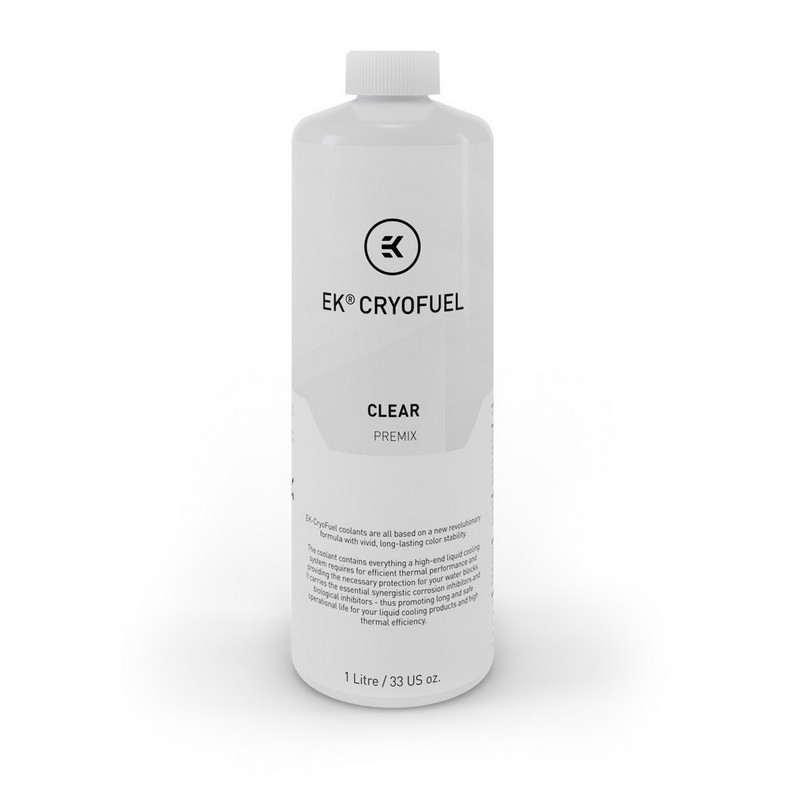 EK
EK® CRYOFUEL
CLEAR
PREMIX
EK-CryoFuel coolants are all based on a new revolutionary
formula with vivid, long-lasting color stability.
The coolant contains everything a high-end liquid cooling
system requires for efficient thermal performance and
providing the necessary protection for your water blocks.
It carries the essential synergistic corrosion inhibitors and
biological inhibitors - thus promoting long and safe
operational life for your liquid cooling products and high
thermal efficiency.
1 Litre / 33 US oz.